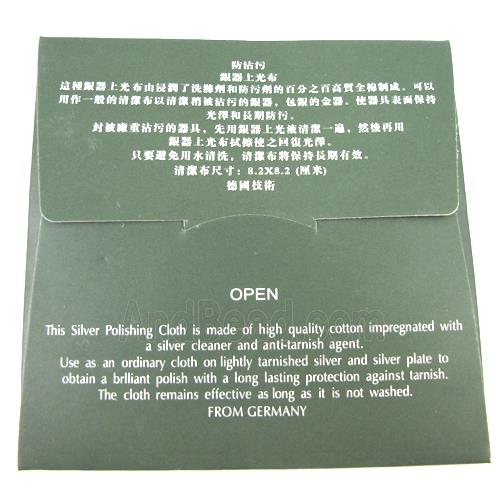 防沾污
銀器上光布
這種銀器上光布由浸潤了洗滌劑和防污劑的百分之百高質全棉制成。可以
用作一般的清潔布以清潔稍被沾污的銀器，包銀的金器。使器具表面保持
光澤和長期防污。
封被嚴重沾污的器具，先用銀器上光液清潔一遍，然後再用
銀器上光布拭擦使之回復光澤。
只要避免用水清洗，清潔布將保持長期有效。
清潔布尺寸：8.2X8.2 (厘米)
德國技術
OPEN
AndBeed.com
This Silver Polishing Cloth is made of high quality cotton impregnated with
a silver cleaner and anti-tarnish agent.
Use as an ordinary cloth on lightly tarnished silver and silver plate to
obtain a brlliant polish with a long lasting protection against tarnish.
The cloth remains effective as long as it is not washed.
FROM GERMANY